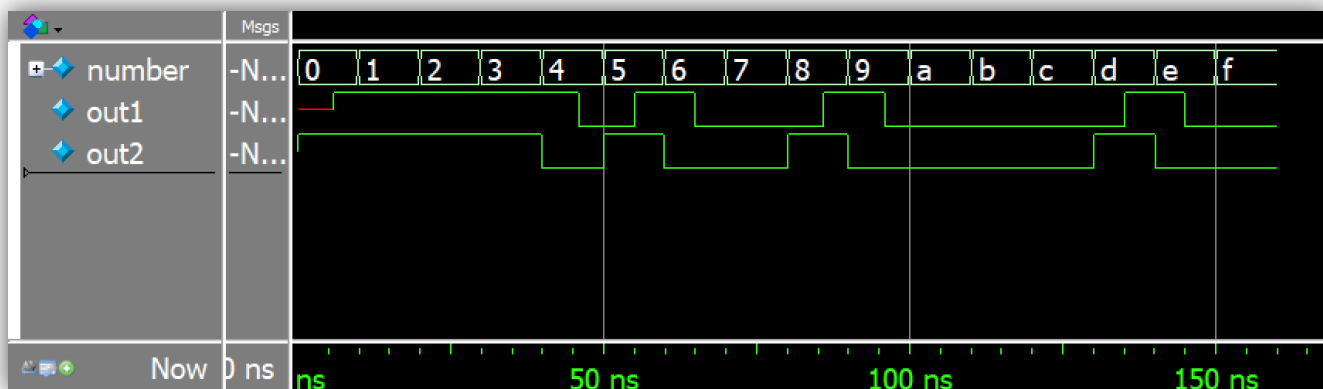 Msgs
number -N... 0 1 2 3 4 5 6 7 8 9 a b c d e f
out1 -N...
out2 -N...
Now 0 ns ns 50 ns 100 ns 150 ns